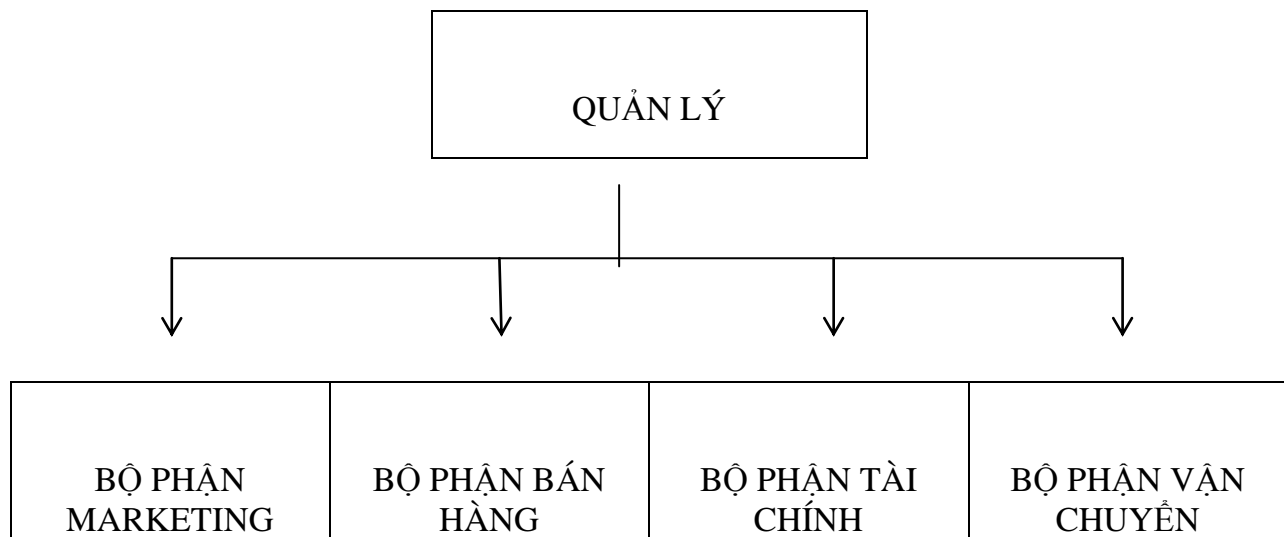 QUẢN LÝ
BỘ PHẬN
MARKETING
BỘ PHẬN BÁN
HÀNG
BỘ PHẬN TÀI
CHÍNH
BỘ PHẬN VẬN
CHUYỂN